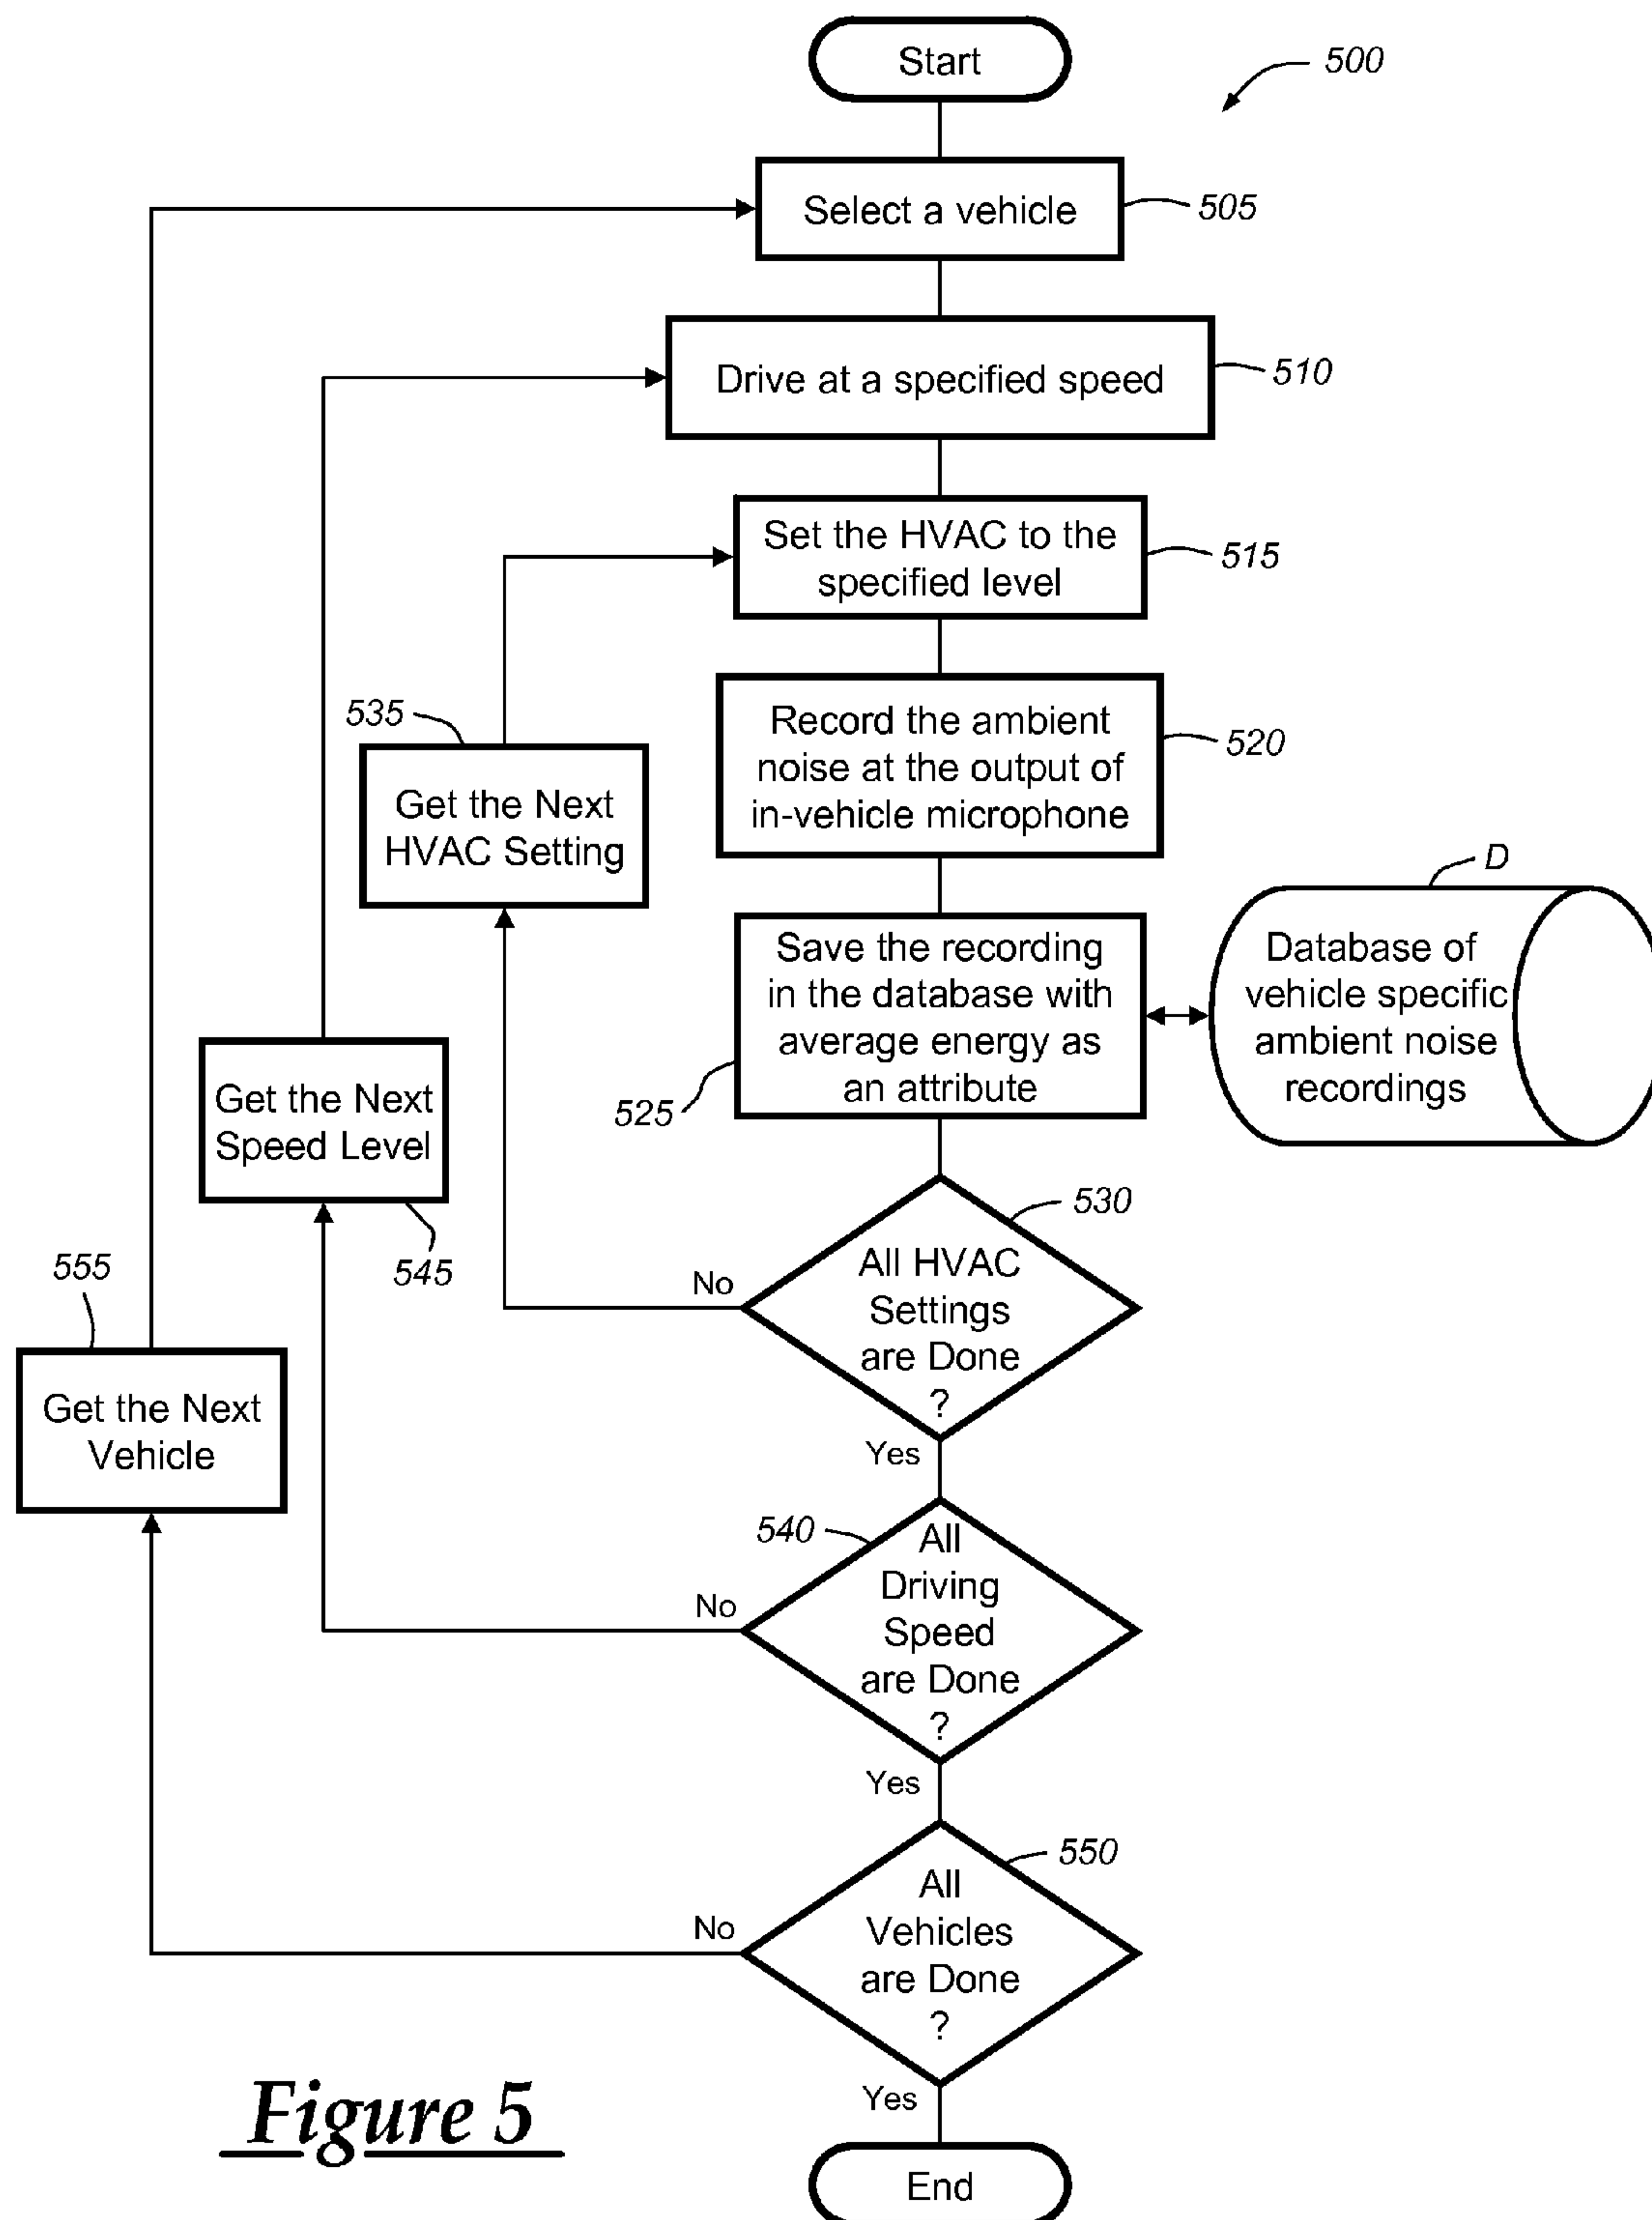 Start
500
Select a vehicle
505
Drive at a specified speed
510
Set the HVAC to the
specified level
515
Record the ambient
noise at the output of
in-vehicle microphone
520
535
Get the Next
HVAC Setting
Save the recording
in the database with
average energy as
an attribute
525
D
Database of
vehicle specific
ambient noise
recordings
Get the Next
Speed Level
545
530
All HVAC
Settings
are Done
?
No
Yes
555
Get the Next
Vehicle
540
All
Driving
Speed
are Done
?
No
Yes
550
All
Vehicles
are Done
?
No
Yes
End
Figure 5